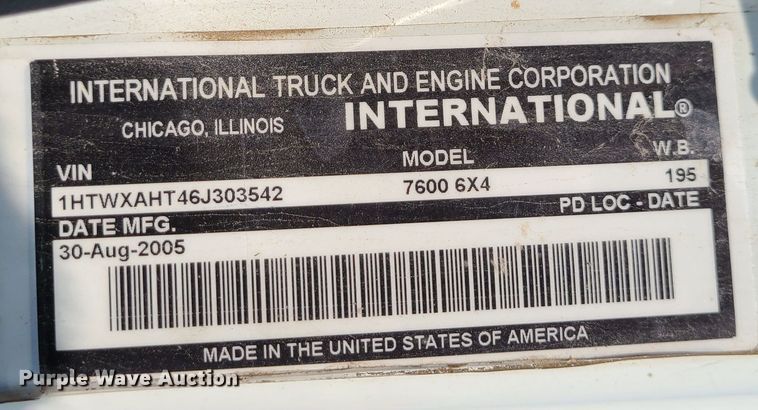 INTERNATIONAL TRUCK AND ENGINE CORPORATION
CHICAGO, ILLINOIS INTERNATIONAL®
VIN MODEL W.B.
1HTWXAHT46J303542 7600 6X4 195
DATE MFG. PD LOC - DATE
30-Aug-2005
MADE IN THE UNITED STATES OF AMERICA
Purple Wave Auction